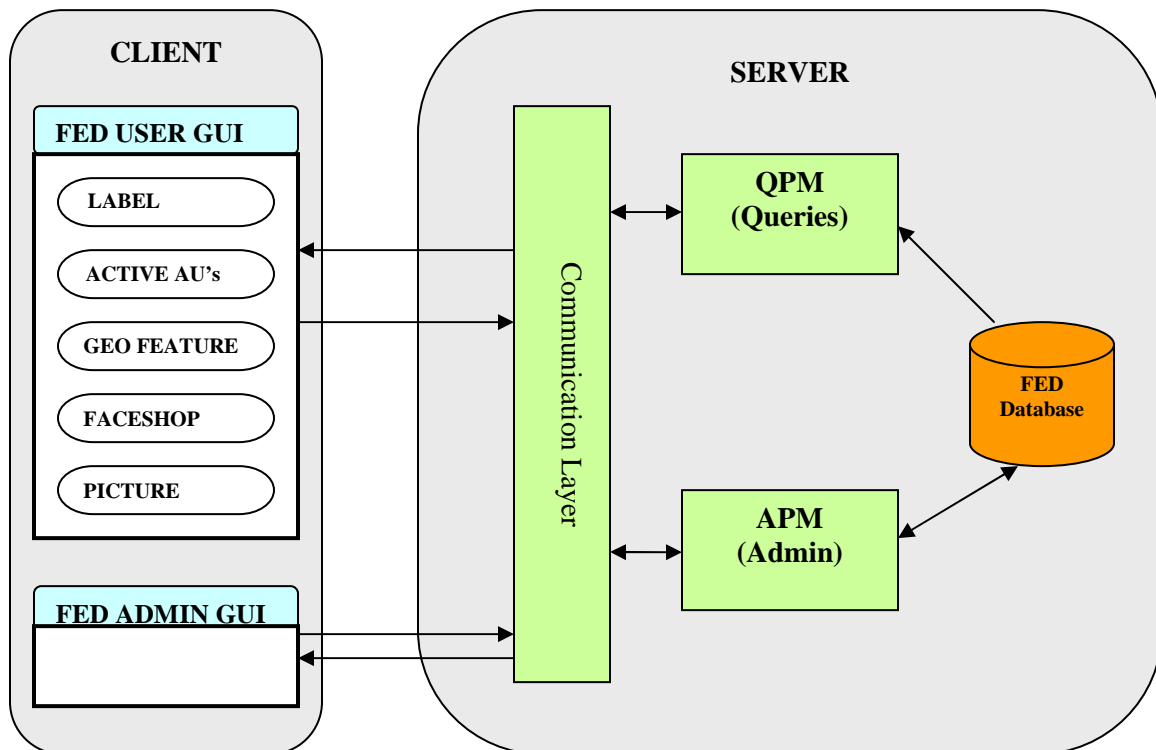 CLIENT
FED USER GUI
LABEL
ACTIVE AU's
GEO FEATURE
FACESHOP
PICTURE
FED ADMIN GUI
SERVER
Communication Layer
QPM
(Queries)
FED
Database
APM
(Admin)